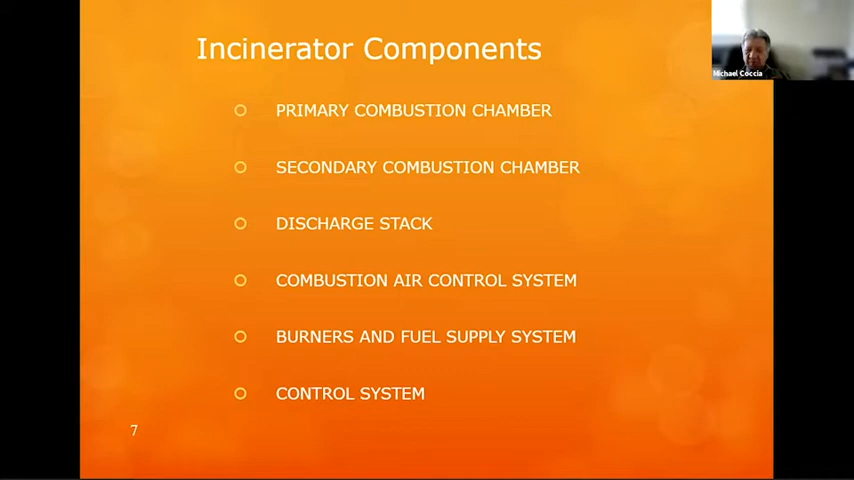 Incinerator Components
Michael Coccia
PRIMARY COMBUSTION CHAMBER
SECONDARY COMBUSTION CHAMBER
DISCHARGE STACK
COMBUSTION AIR CONTROL SYSTEM
BURNERS AND FUEL SUPPLY SYSTEM
CONTROL SYSTEM
7